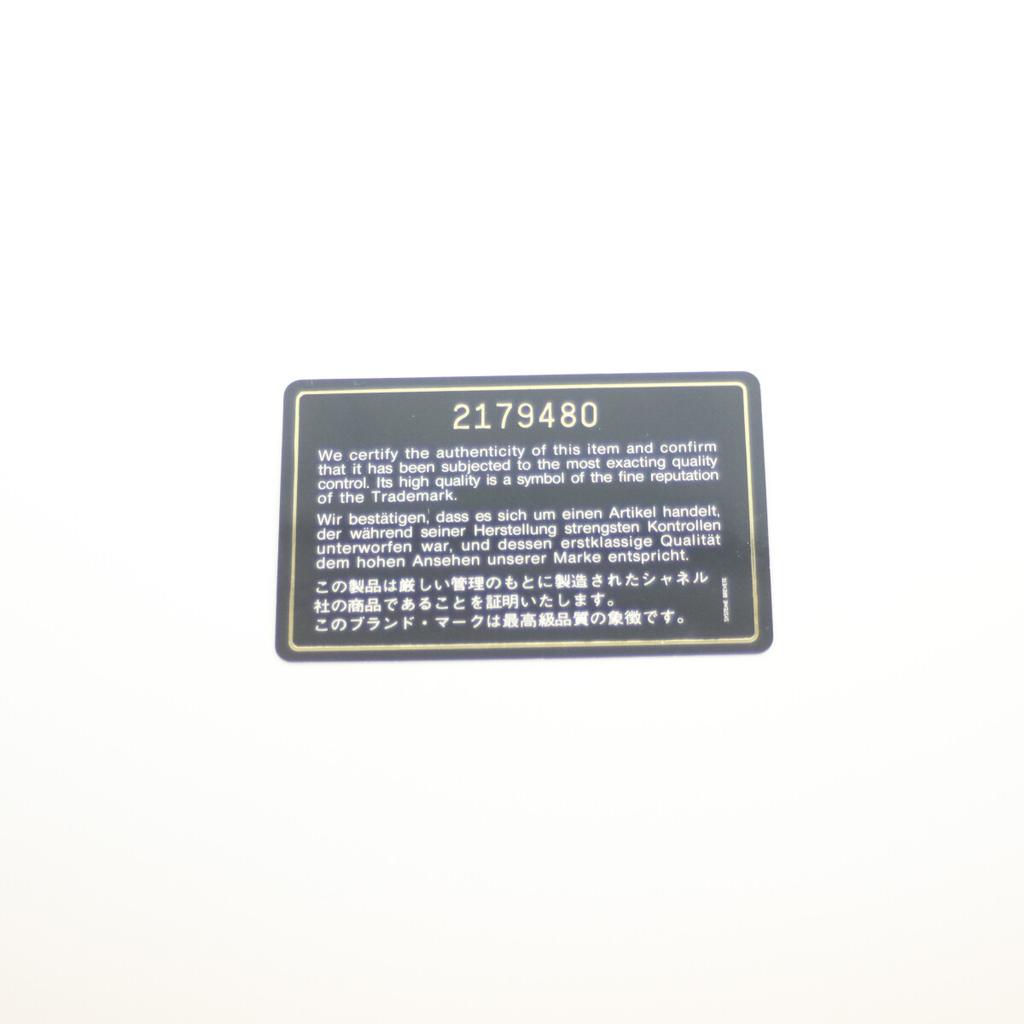 2179480
We certify the authenticity of this item and confirm
that it has been subjected to the most exacting quality
control. Its high quality is a symbol of the fine reputation
of the Trademark.
Wir bestätigen, dass es sich um einen Artikel handelt,
der während seiner Herstellung strengsten Kontrollen
unterworfen war, und dessen erstklassige Qualität
dem hohen Ansehen unserer Marke entspricht.
この製品は厳しい管理のもとに製造されたシャネル
社の商品であることを証明いたします。
このブランド・マークは最高級品質の象徴です。